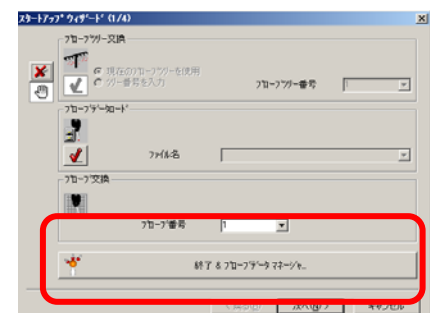 スタートアップ ウィザード (1/4)
プローブツリー交換
現在のプローブツリーを使用
ツリー番号を入力
プローブツリー番号
1
プローブデータロード
ファイル名
プローブ交換
プローブ番号
1
終了 & プローブデータ マネージャ..
キャンセル